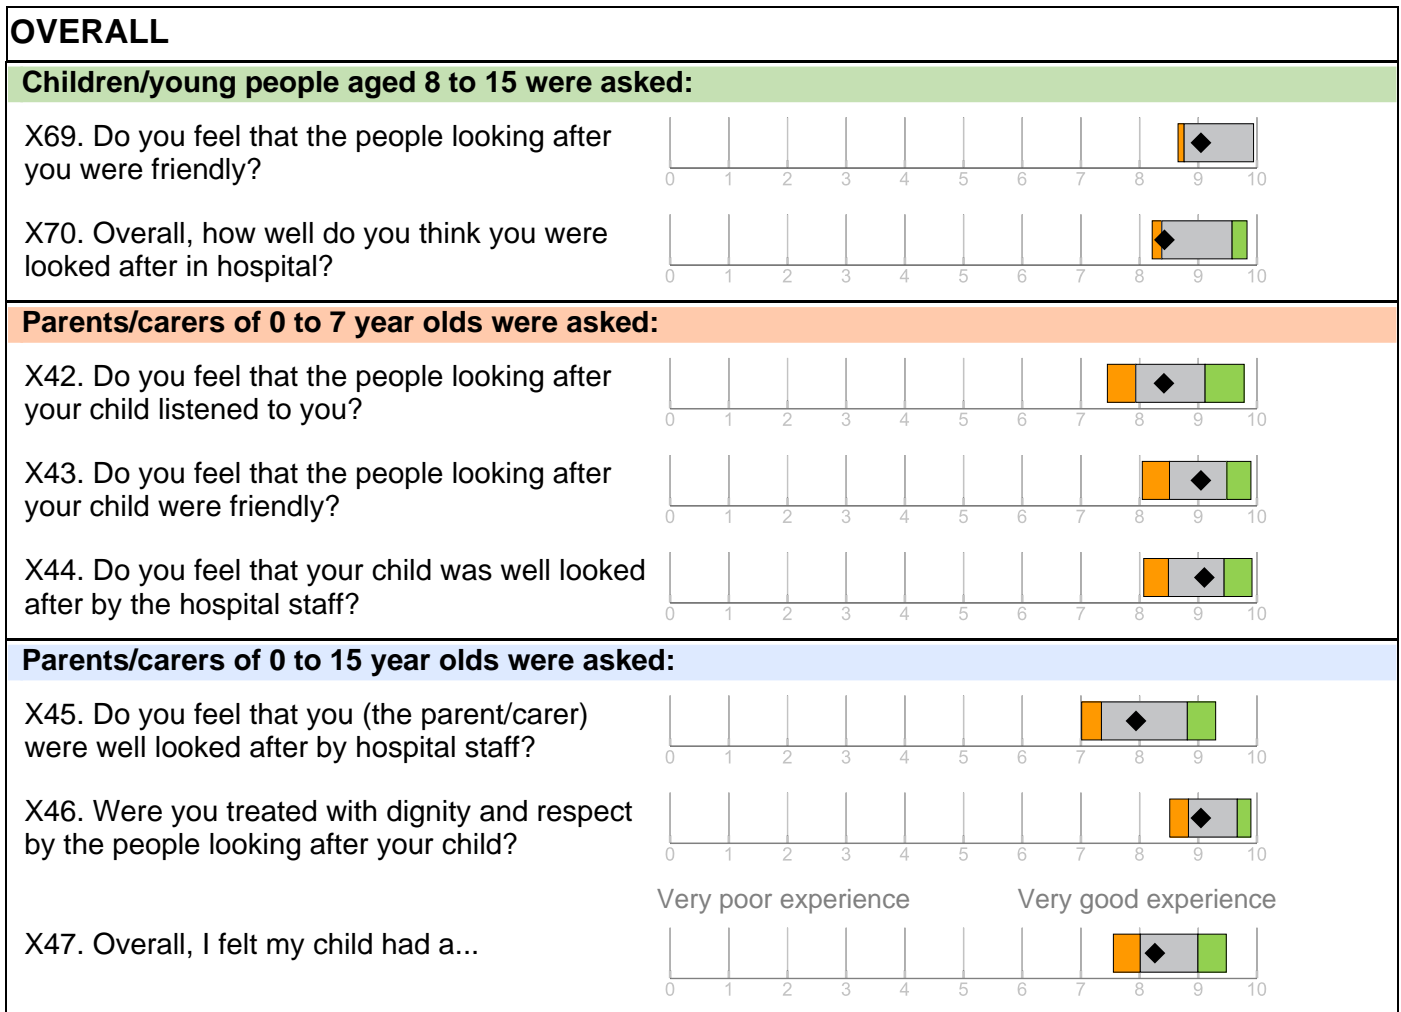 OVERALL
Children/young people aged 8 to 15 were asked:
X69. Do you feel that the people looking after
you were friendly?
0 1 2 3 4 5 6 7 8 9 10
X70. Overall, how well do you think you were
looked after in hospital?
0 1 2 3 4 5 6 7 8 9 10
Parents/carers of 0 to 7 year olds were asked:
X42. Do you feel that the people looking after
your child listened to you?
0 1 2 3 4 5 6 7 8 9 10
X43. Do you feel that the people looking after
your child were friendly?
0 1 2 3 4 5 6 7 8 9 10
X44. Do you feel that your child was well looked
after by the hospital staff?
0 1 2 3 4 5 6 7 8 9 10
Parents/carers of 0 to 15 year olds were asked:
X45. Do you feel that you (the parent/carer)
were well looked after by hospital staff?
0 1 2 3 4 5 6 7 8 9 10
X46. Were you treated with dignity and respect
by the people looking after your child?
0 1 2 3 4 5 6 7 8 9 10
Very poor experience Very good experience
X47. Overall, I felt my child had a...
0 1 2 3 4 5 6 7 8 9 10